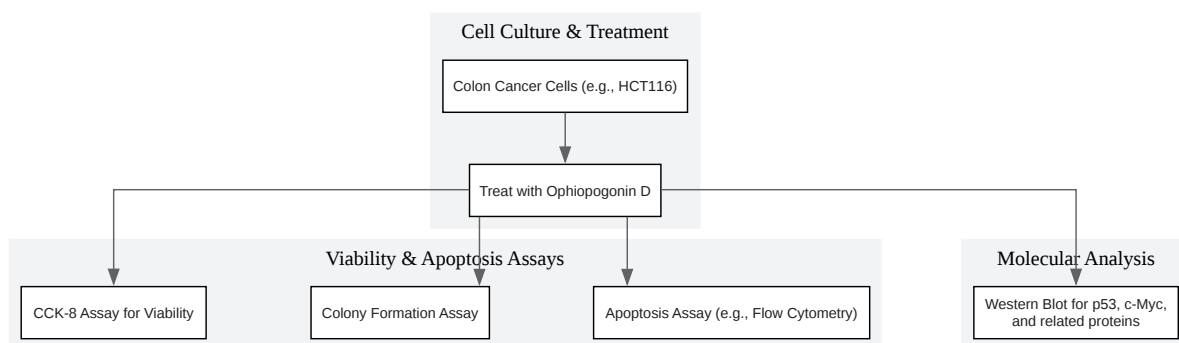 Cell Culture & Treatment
Colon Cancer Cells (e.g., HCT116)
Treat with Ophiopogonin D
Viability & Apoptosis Assays
Molecular Analysis
CCK-8 Assay for Viability
Colony Formation Assay
Apoptosis Assay (e.g., Flow Cytometry)
Western Blot for p53, c-Myc,
and related proteins